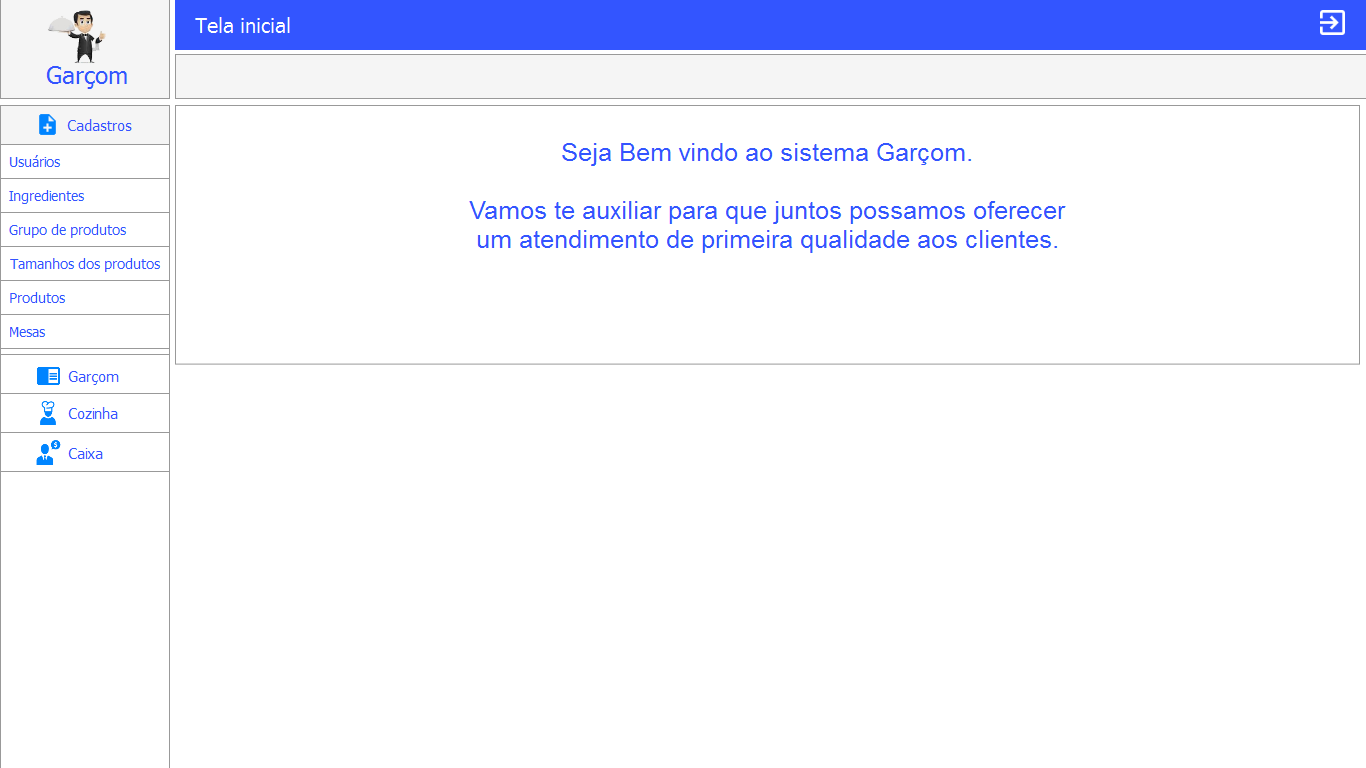 Garçom
Tela inicial
Cadastros
Usuários
Ingredientes
Grupo de produtos
Tamanhos dos produtos
Produtos
Mesas
Garçom
Cozinha
Caixa
Seja Bem vindo ao sistema Garçom.
Vamos te auxiliar para que juntos possamos oferecer
um atendimento de primeira qualidade aos clientes.